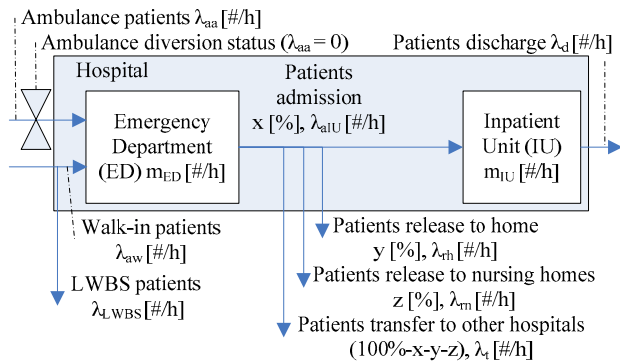 Ambulance patients λaa [#/h]
Ambulance diversion status (λaa = 0)
Patients discharge λd [#/h]
Hospital
Patients
admission
x [%], λaIU[#/h]
Emergency
Department
(ED) mED [#/h]
Inpatient
Unit (IU)
mIU [#/h]
Walk-in patients
λaw[#/h]
LWBS patients
λLWBS[#/h]
Patients release to home
y [%], λrh[#/h]
Patients release to nursing homes
z [%], λrn[#/h]
Patients transfer to other hospitals
(100%-x-y-z), λt[#/h]